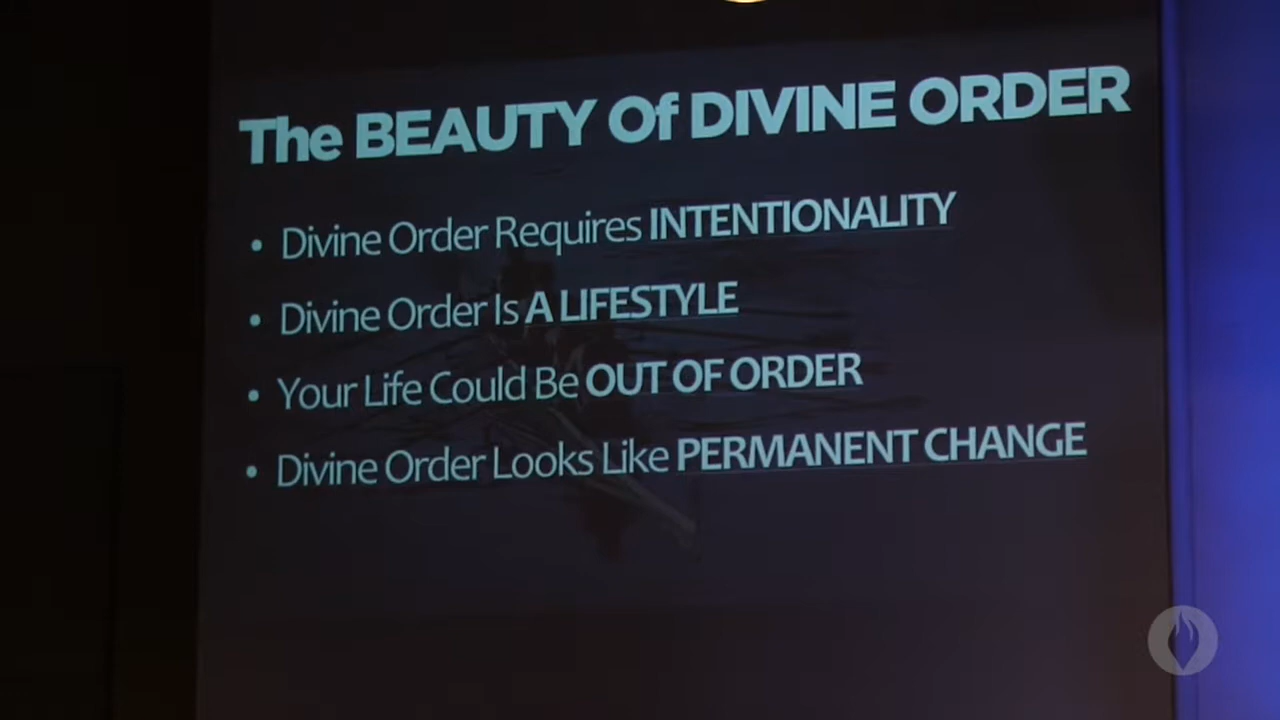 The BEAUTY Of DIVINE ORDER
• Divine Order Requires INTENTIONALITY
• Divine Order Is A LIFESTYLE
• Your Life Could Be OUT OF ORDER
• Divine Order Looks Like PERMANENT CHANGE